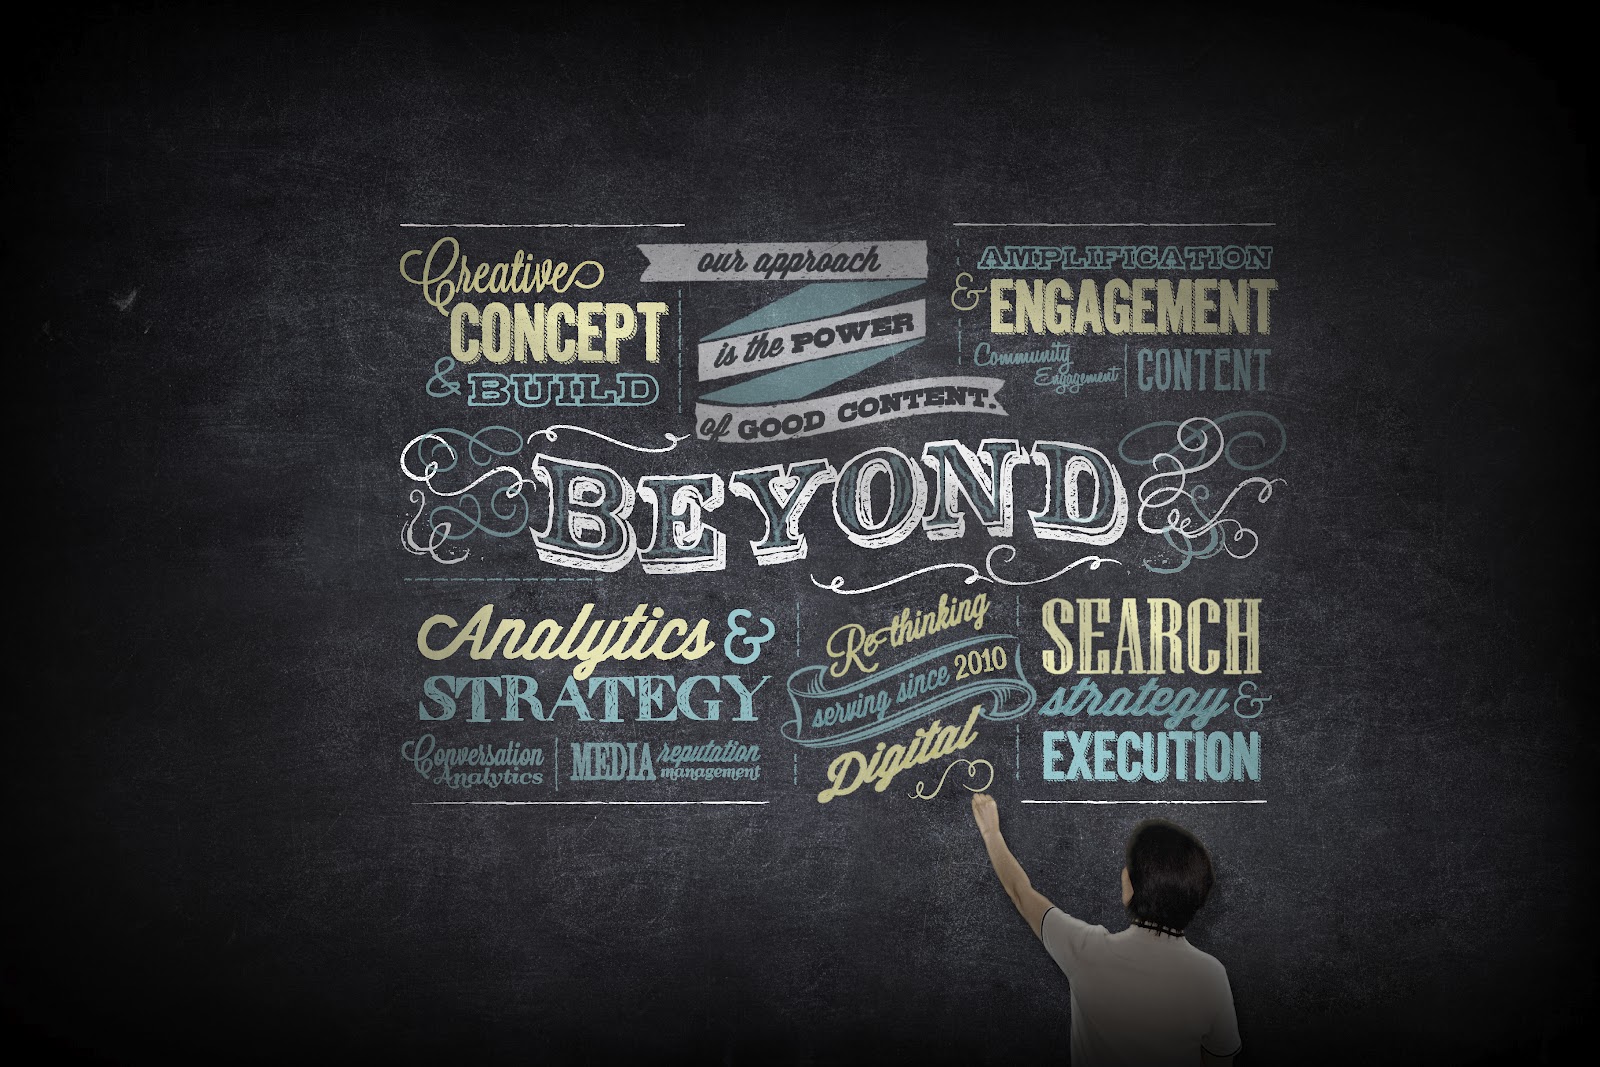 Creative
CONCEPT
& BUILD
our approach
is the POWER
of GOOD CONTENT.
AMPLIFICATION
& ENGAGEMENT
Community
Engagement
CONTENT
BEYOND
Analytics &
STRATEGY
Conversation
Analytics
MEDIA reputation
management
Re-thinking
serving since 2010
Digital
SEARCH
strategy &
EXECUTION